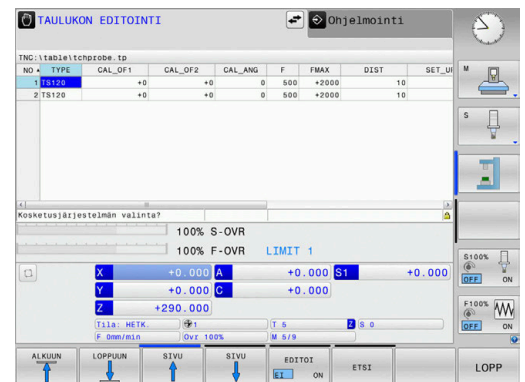 TAULUKON EDITOINTI
Ohjelmointi
TNC:\table\tchprobe.tp
NO TYPE CAL_OF1 CAL_OF2 CAL_ANG F FMAX DIST SET_UP
1 TS120 +0 +0 0 500 +2000 10
2 TS120 +0 +0 0 500 +2000 10
Kosketusjärjestelmän valinta?
100% S-OVR
100% F-OVR LIMIT 1
X +0.000 A +0.000 S1 +0.000
Y +0.000 C +0.000
Z +290.000
Tila: HETK. 1 T 5 Z S 0
F 0mm/min Ovr 100% M 5/9
M
S
S100%
OFF ON
F100%
OFF ON
ALKUUN LOPPUUN SIVU SIVU EDITOI ETSI LOPP
EI ON